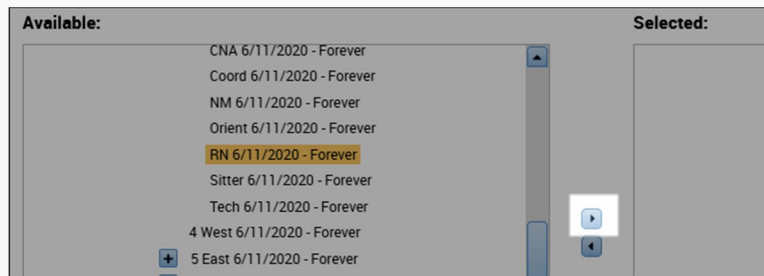 Available:
Selected:
CNA 6/11/2020 - Forever
Coord 6/11/2020 - Forever
NM 6/11/2020 - Forever
Orient 6/11/2020 - Forever
RN 6/11/2020 - Forever
Sitter 6/11/2020 - Forever
Tech 6/11/2020 - Forever
4 West 6/11/2020 - Forever
5 East 6/11/2020 - Forever